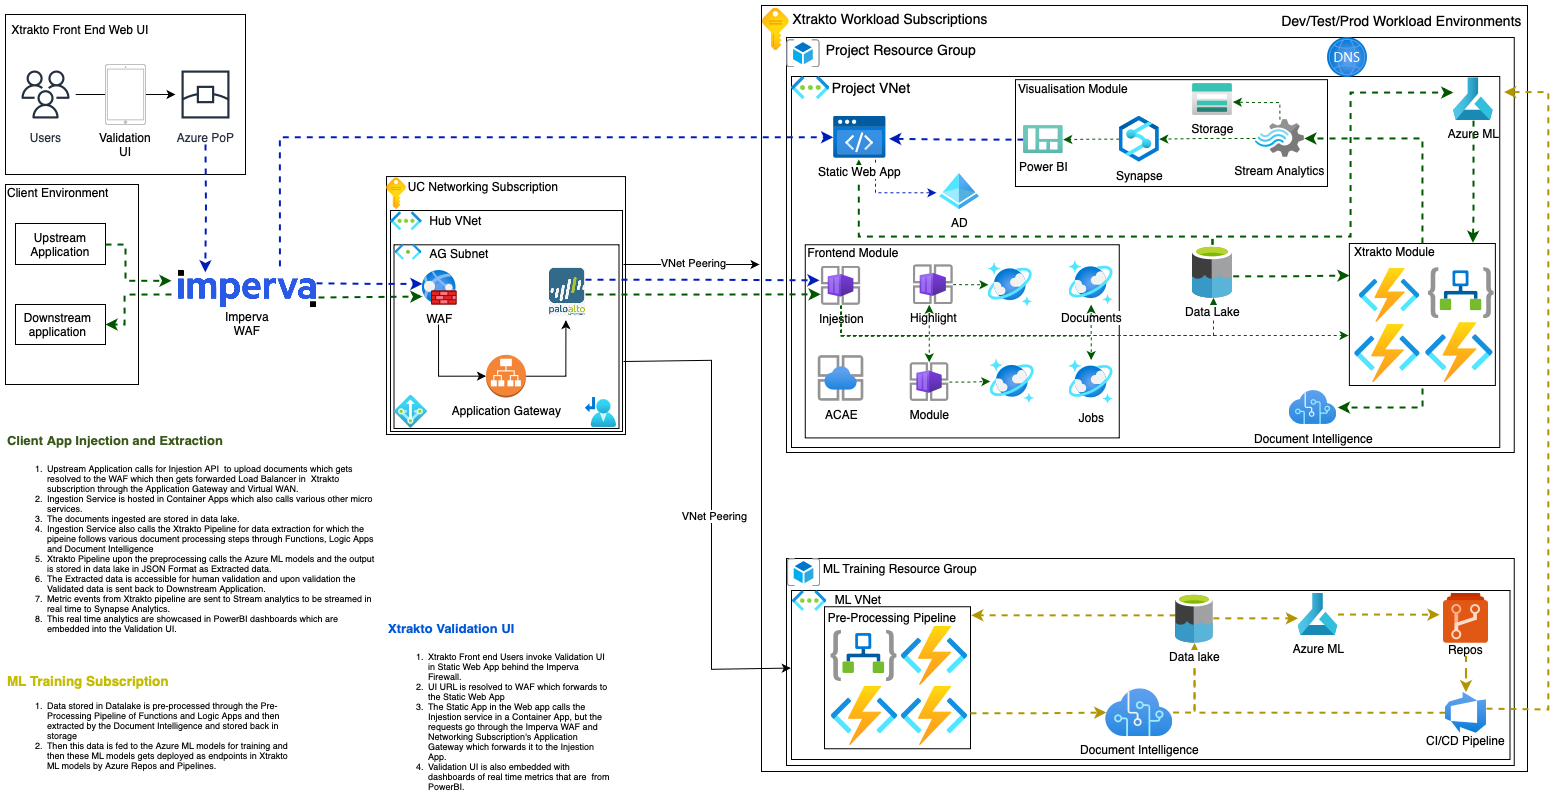 Xtrakto Workload Subscriptions
Dev/Test/Prod Workload Environments
Xtrakto Front End Web UI
Users
Validation
UI
Azure PoP
Project Resource Group
DNS
Project VNet
Visualisation Module
Storage
Power BI
Synapse
Stream Analytics
Azure ML
Static Web App
AD
Client Environment
Upstream
Application
Downstream
application
imperva
Imperva
WAF
UC Networking Subscription
Hub VNet
AG Subnet
WAF
paloalto
Application Gateway
VNet Peering
Frontend Module
Injestion
Highlight
Documents
ACAE
Module
Jobs
Data Lake
Xtrakto Module
Document Intelligence
VNet Peering
Client App Injection and Extraction
1. Upstream Application calls for Injestion API to upload documents which gets
resolved to the WAF which then gets forwarded Load Balancer in Xtrakto
subscription through the Application Gateway and Virtual WAN.
2. Ingestion Service is hosted in Container Apps which also calls various other micro
services.
3. The documents ingested are stored in data lake.
4. Ingestion Service also calls the Xtrakto Pipeline for data extraction for which the
pipeine follows various document processing steps through Functions, Logic Apps
and Document Intelligence
5. Xtrakto Pipeline upon the preprocessing calls the Azure ML models and the output
is stored in data lake in JSON Format as Extracted data.
6. The Extracted data is accessible for human validation and upon validation the
Validated data is sent back to Downstream Application.
7. Metric events from Xtrakto pipeline are sent to Stream analytics to be streamed in
real time to Synapse Analytics.
8. This real time analytics are showcased in PowerBI dashboards which are
embedded into the Validation UI.
ML Training Subscription
1. Data stored in Datalake is pre-processed through the Pre-
Processing Pipeline of Functions and Logic Apps and then
extracted by the Document Intelligence and stored back in
storage
2. Then this data is fed to the Azure ML models for training and
then these ML models gets deployed as endpoints in Xtrakto
ML models by Azure Repos and Pipelines.
Xtrakto Validation UI
1. Xtrakto Front end Users invoke Validation UI
in Static Web App behind the Imperva
Firewall.
2. UI URL is resolved to WAF which forwards to
the Static Web App
3. The Static App in the Web app calls the
Injestion service in a Container App, but the
requests go through the Imperva WAF and
Networking Subscription's Application
Gateway which forwards it to the Injestion
App.
4. Validation UI is also embedded with
dashboards of real time metrics that are from
PowerBI.
ML Training Resource Group
ML VNet
Pre-Processing Pipeline
Data lake
Azure ML
Repos
Document Intelligence
CI/CD Pipeline